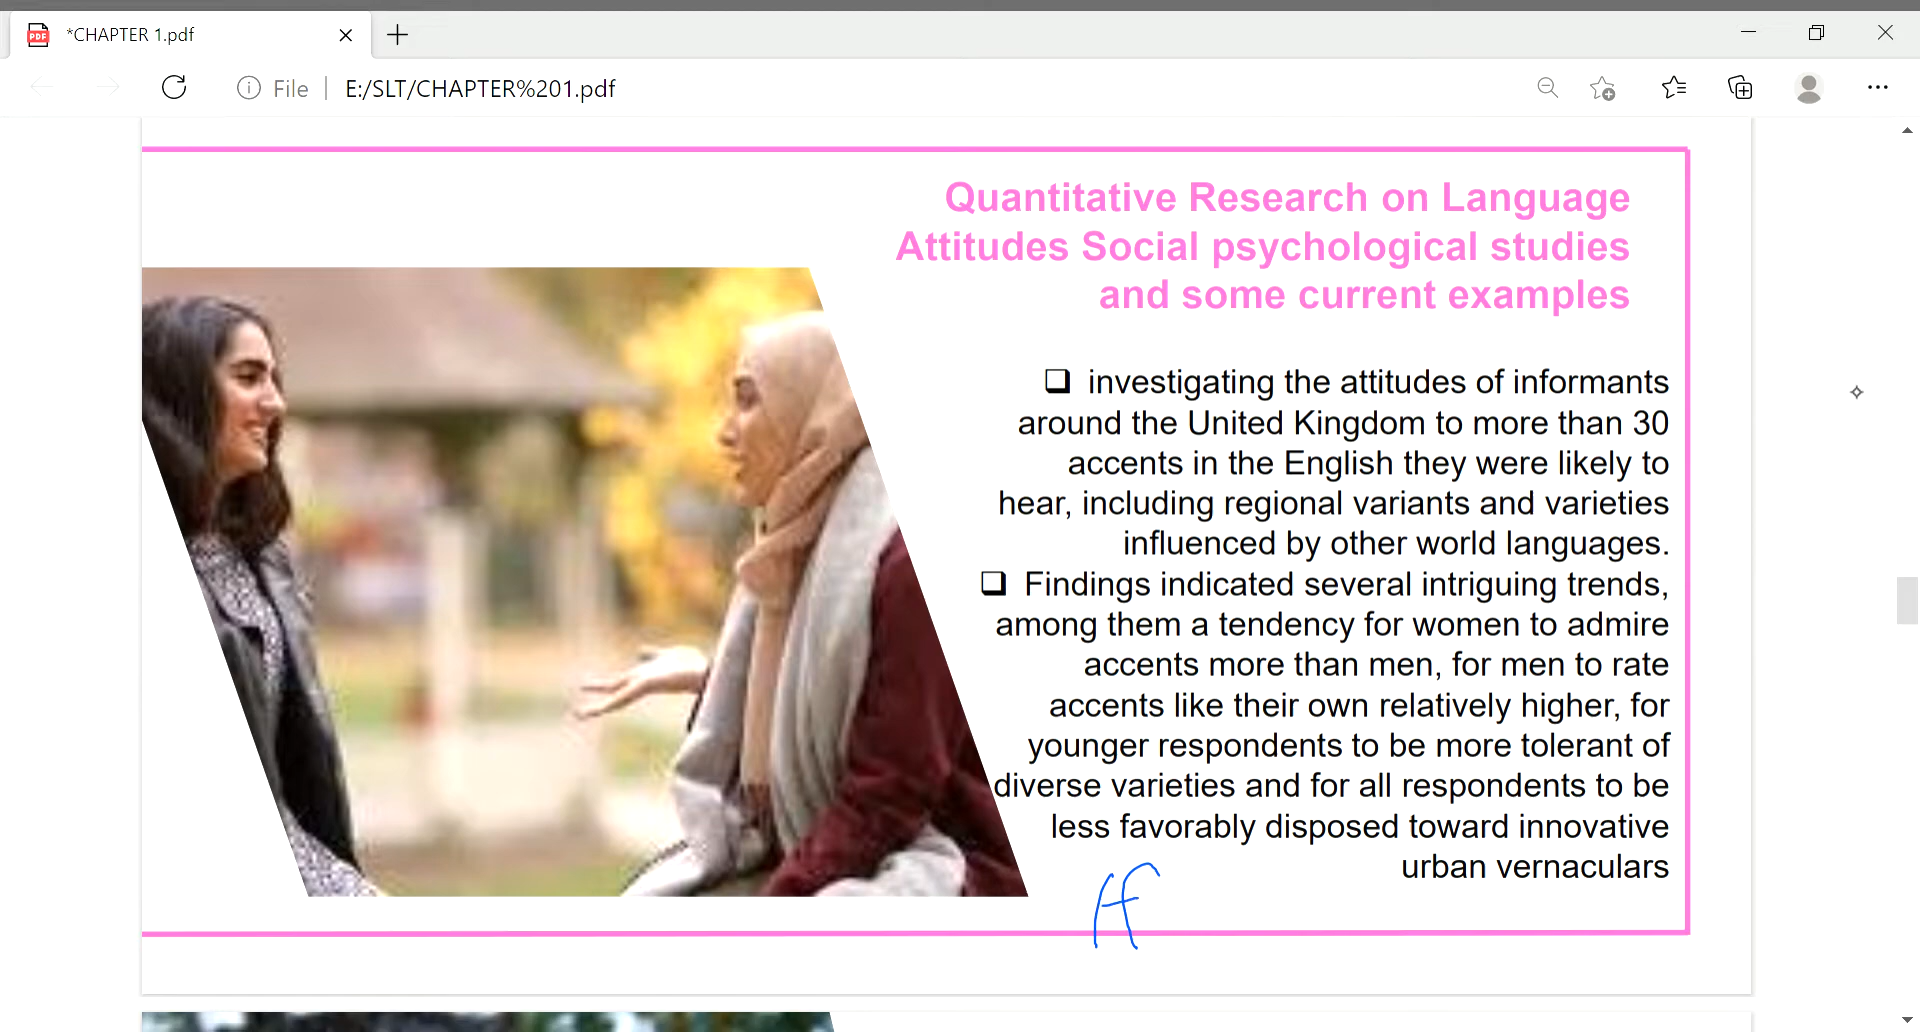 *CHAPTER 1.pdf
File
E:/SLT/CHAPTER%201.pdf
Quantitative Research on Language
Attitudes Social psychological studies
and some current examples
❑ investigating the attitudes of informants
around the United Kingdom to more than 30
accents in the English they were likely to
hear, including regional variants and varieties
influenced by other world languages.
❑ Findings indicated several intriguing trends,
among them a tendency for women to admire
accents more than men, for men to rate
accents like their own relatively higher, for
younger respondents to be more tolerant of
diverse varieties and for all respondents to be
less favorably disposed toward innovative
urban vernaculars